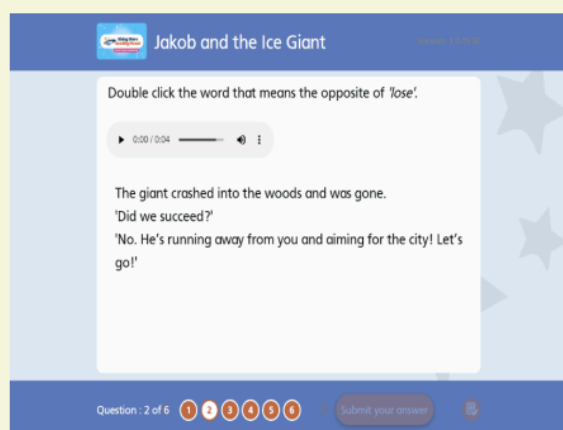 Jakob and the Ice Giant
Double click the word that means the opposite of 'lose'.
0:00 / 0:04
The giant crashed into the woods and was gone.
'Did we succeed?'
'No. He's running away from you and aiming for the city! Let's
go!'
Question : 2 of 6 1 2 3 4 5 6 Submit your answer